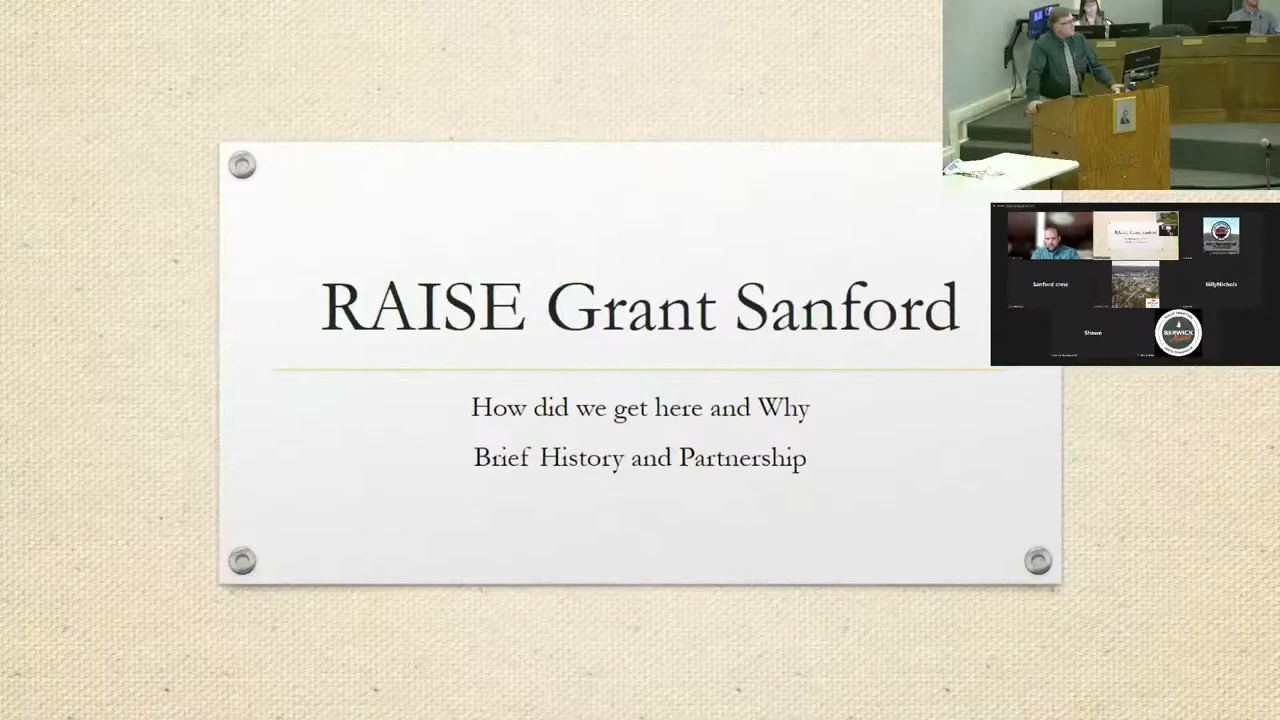 RAISE Grant Sanford
How did we get here and Why
Brief History and Partnership
Sanford crew
BillyNichols
Shawn
BERWICK